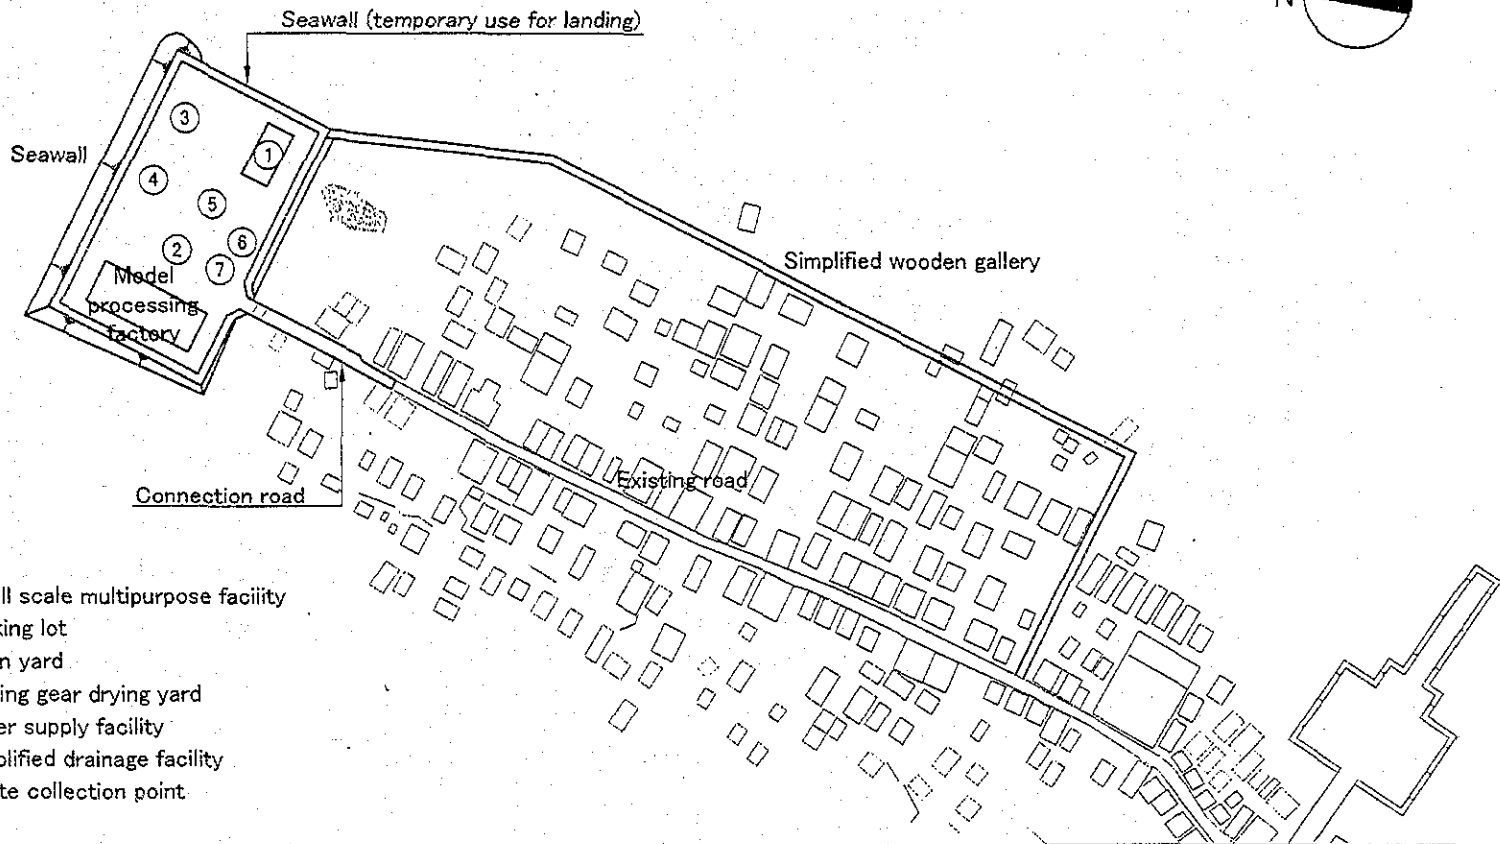 Seawall (temporary use for landing)
N
3
1
Seawall
4
5
6
2
7
Model
processing
factory
Simplified wooden gallery
Existing road
Connection road
ll scale multipurpose facility
king lot
n yard
ing gear drying yard
er supply facility
plified drainage facility
te collection point